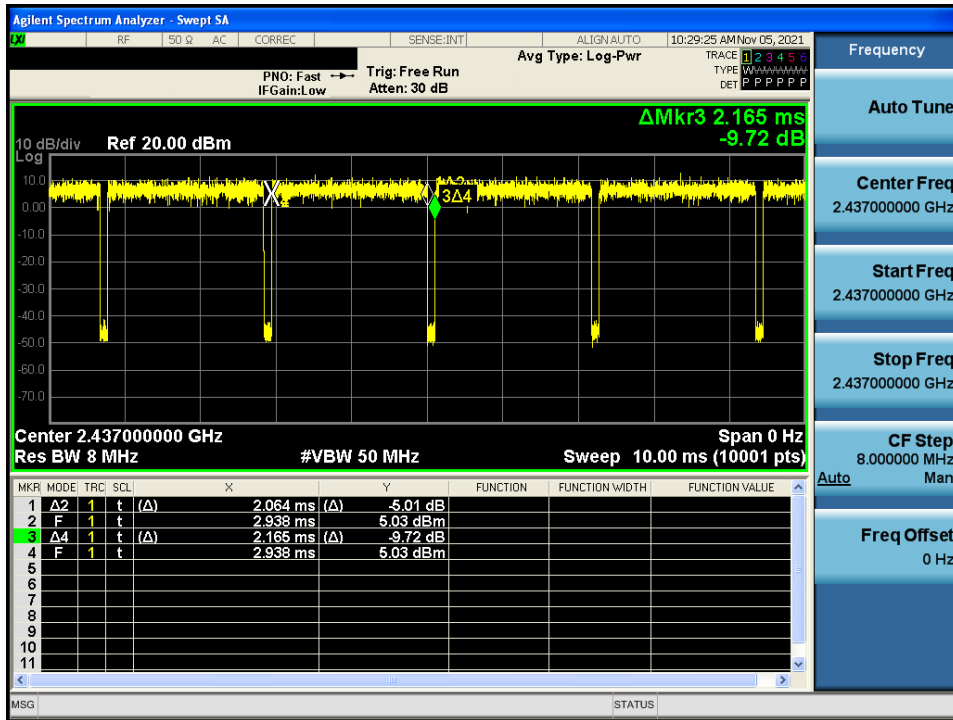 Agilent Spectrum Analyzer - Swept SA
LXI RF 50 Ω AC CORREC SENSE:INT ALIGN AUTO 10:29:25 AM Nov 05, 2021
Frequency
Avg Type: Log-Pwr
TRACE 1 2 3 4 5 6
PNO: Fast Trig: Free Run
TYPE WWWWWW
IFGain:Low Atten: 30 dB
DET P P P P P P
Auto Tune
ΔMkr3 2.165 ms
-9.72 dB
10 dB/div Ref 20.00 dBm
Log
10.0
0.00
-10.0
-20.0
-30.0
-40.0
-50.0
-60.0
-70.0
3Δ4
Center Freq
2.437000000 GHz
Start Freq
2.437000000 GHz
Stop Freq
2.437000000 GHz
Center 2.437000000 GHz Span 0 Hz
Res BW 8 MHz #VBW 50 MHz Sweep 10.00 ms (10001 pts)
CF Step
8.000000 MHz
Auto Man
MKR MODE TRC SCL X Y FUNCTION FUNCTION WIDTH FUNCTION VALUE
1 Δ2 1 t (Δ) 2.064 ms (Δ) -5.01 dB
2 F 1 t 2.938 ms 5.03 dBm
3 Δ4 1 t (Δ) 2.165 ms (Δ) -9.72 dB
4 F 1 t 2.938 ms 5.03 dBm
5
6
7
8
9
10
11
Freq Offset
0 Hz
MSG STATUS